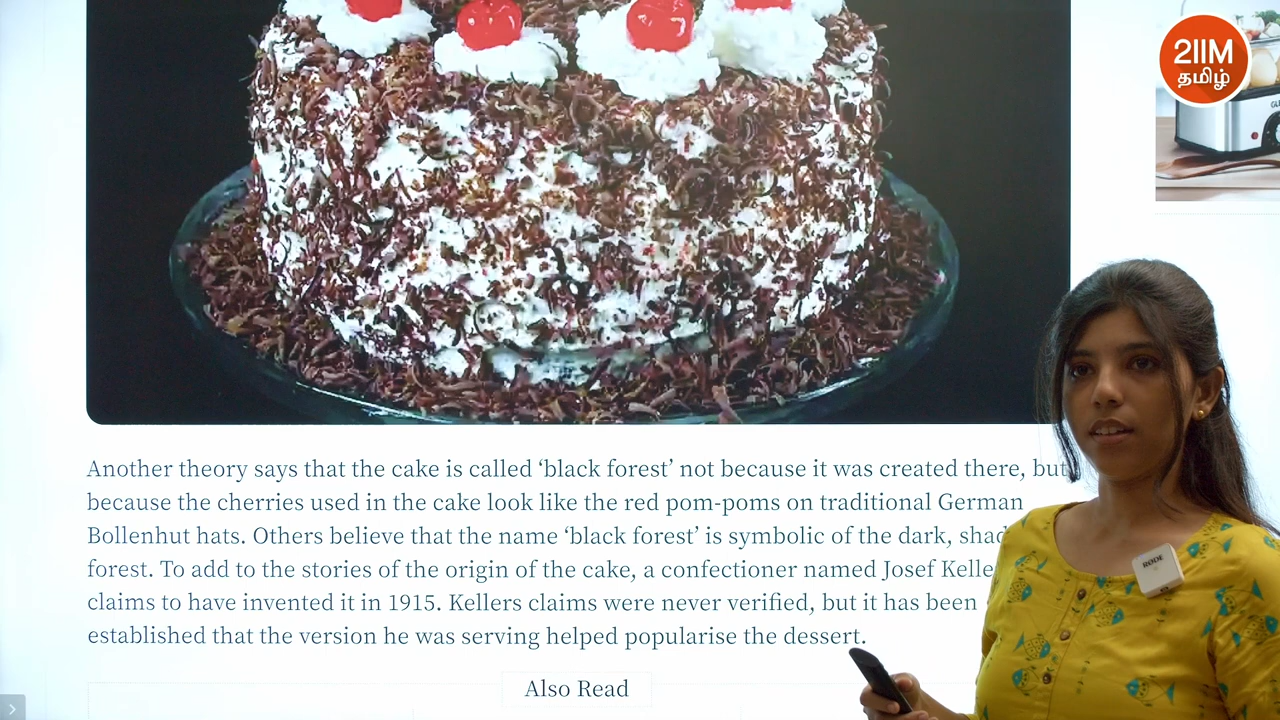 2IIM
தமிழ்
Another theory says that the cake is called ‘black forest’ not because it was created there, but
because the cherries used in the cake look like the red pom-poms on traditional German
Bollenhut hats. Others believe that the name ‘black forest’ is symbolic of the dark,
forest. To add to the stories of the origin of the cake, a confectioner named Josef
claims to have invented it in 1915. Kellers claims were never verified, but it has been
established that the version he was serving helped popularise the dessert.
RØDE
Also Read